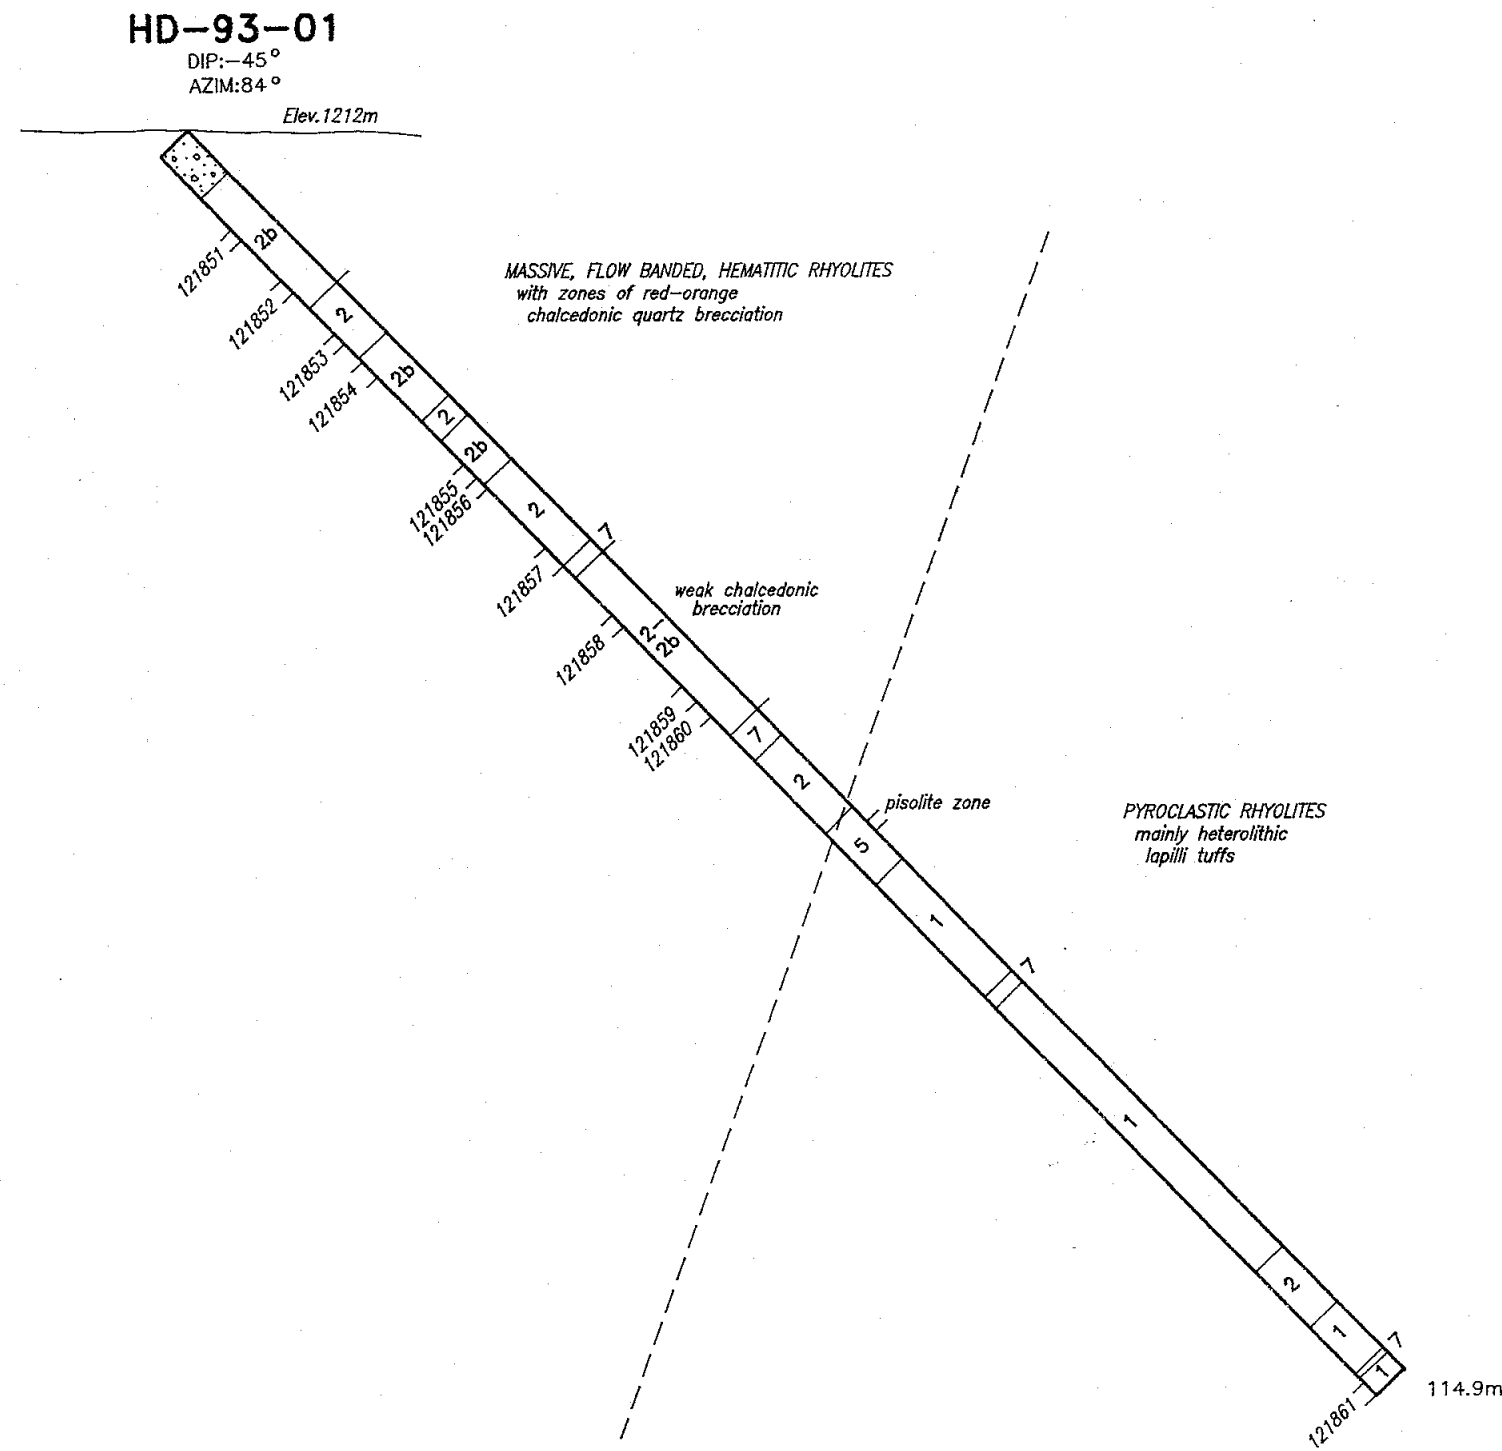 HD-93-01
DIP:-45°
AZIM:84°
Elev.1212m
2b
121851
MASSIVE, FLOW BANDED, HEMATITIC RHYOLITES
with zones of red-orange
chalcedonic quartz brecciation
121852
2
121853
2b
121854
2
2b
121855
121856
2
7
121857
weak chalcedonic
brecciation
2-
2b
121858
121859
121860
7
2
pisolite zone
PYROCLASTIC RHYOLITES
mainly heterolithic
lapilli tuffs
5
1
7
1
2
1
7
1
114.9m
121861